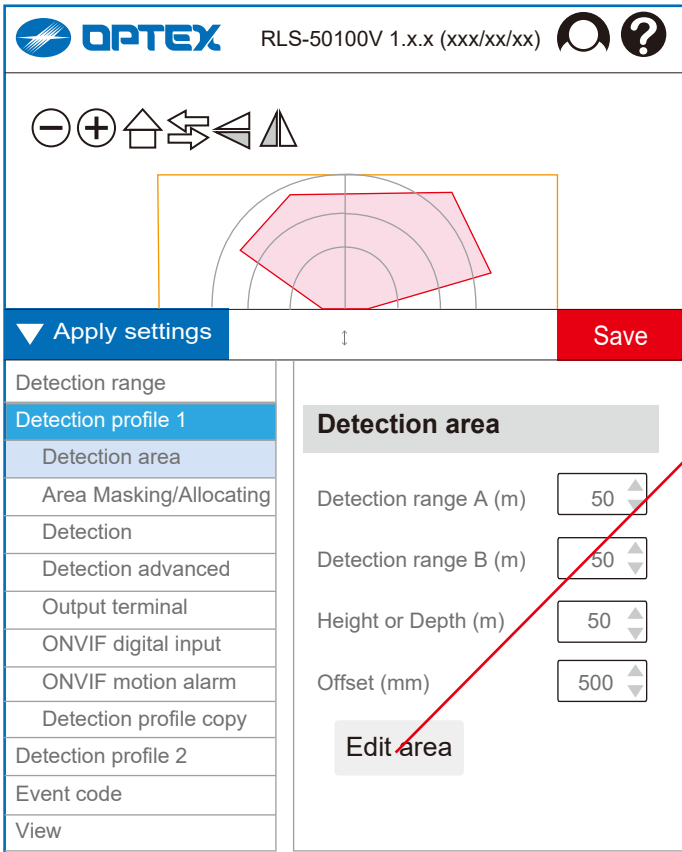 OPTEX RLS-50100V 1.x.x (xxx/xx/xx) ?
Apply settings
Save
Detection range
Detection profile 1
Detection area
Area Masking/Allocating
Detection
Detection advanced
Output terminal
ONVIF digital input
ONVIF motion alarm
Detection profile copy
Detection profile 2
Event code
View
Detection area
Detection range A (m) 50
Detection range B (m) 50
Height or Depth (m) 50
Offset (mm) 500
Edit area